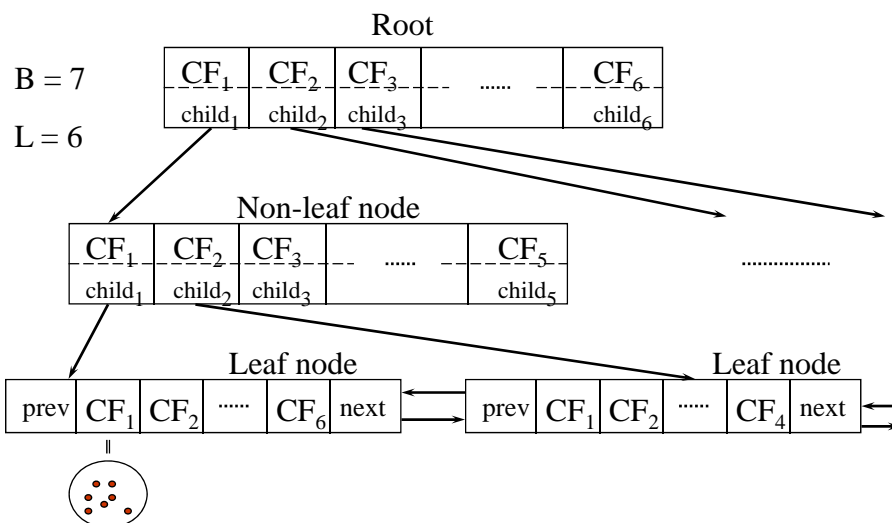 Root
B = 7
CF1 CF2 CF3 ...... CF6
child1 child2 child3 child6
L = 6
Non-leaf node
CF1 CF2 CF3 ...... CF5
child1 child2 child3 child5
................
Leaf node Leaf node
prev CF1 CF2 ...... CF6 next prev CF1 CF2 ...... CF4 next
=